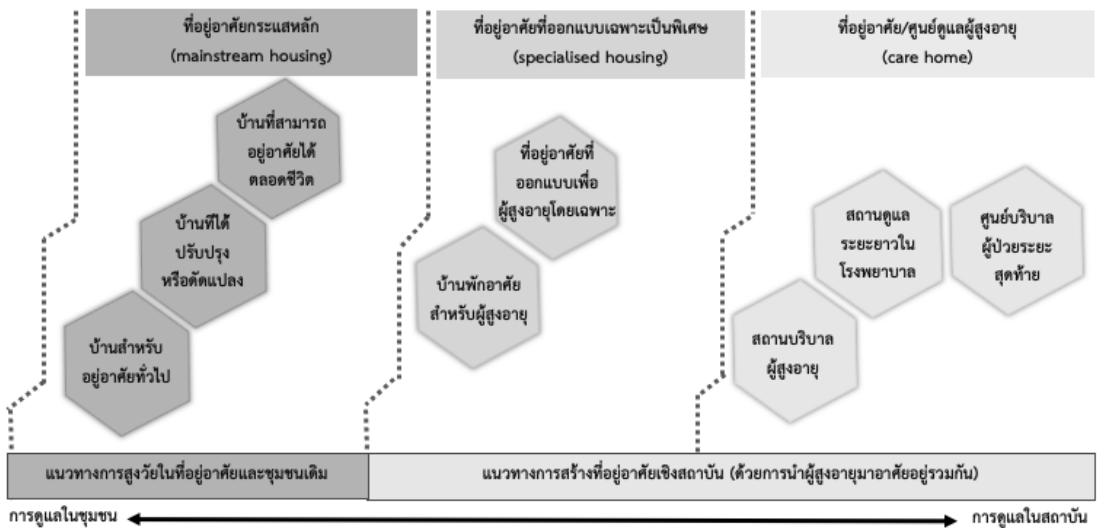 ที่อยู่อาศัยกระแสหลัก
(mainstream housing)
ที่อยู่อาศัยที่ออกแบบเฉพาะเป็นพิเศษ
(specialised housing)
ที่อยู่อาศัย/ศูนย์ดูแลผู้สูงอายุ
(care home)
บ้านที่สามารถ
อยู่อาศัยได้
ตลอดชีวิต
บ้านที่ได้
ปรับปรุง
หรือดัดแปลง
บ้านสำหรับ
อยู่อาศัยทั่วไป
ที่อยู่อาศัยที่
ออกแบบเพื่อ
ผู้สูงอายุโดยเฉพาะ
บ้านพักอาศัย
สำหรับผู้สูงอายุ
สถานดูแล
ระยะยาวใน
โรงพยาบาล
ศูนย์บริบาล
ผู้ป่วยระยะ
สุดท้าย
สถานบริบาล
ผู้สูงอายุ
แนวทางการสูงวัยในที่อยู่อาศัยและชุมชนเดิม
แนวทางการสร้างที่อยู่อาศัยเชิงสถาบัน (ด้วยการนำผู้สูงอายุมาอาศัยอยู่รวมกัน)
การดูแลในชุมชน
การดูแลในสถาบัน